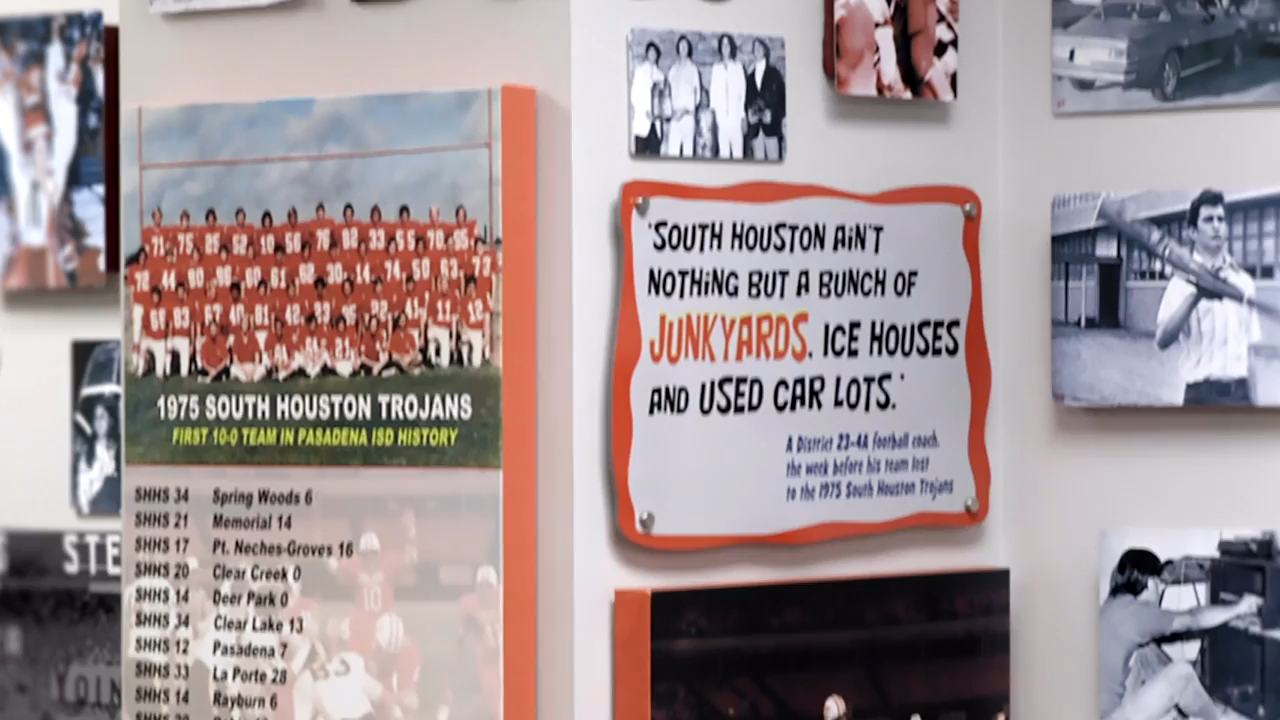 1975 SOUTH HOUSTON TROJANS
FIRST 10-0 TEAM IN PASADENA ISD HISTORY
SHHS 34 Spring Woods 6
SHHS 21 Memorial 14
SHHS 17 Pt. Neches-Groves 16
SHHS 20 Clear Creek 0
SHHS 14 Deer Park 0
SHHS 34 Clear Lake 13
SHHS 12 Pasadena 7
SHHS 33 La Porte 28
SHHS 14 Rayburn 6
'SOUTH HOUSTON AIN'T
NOTHING BUT A BUNCH OF
JUNKYARDS. ICE HOUSES
AND USED CAR LOTS.'
A District 23-4A football coach.
the week before his team lost
to the 1975 South Houston Trojans
STE